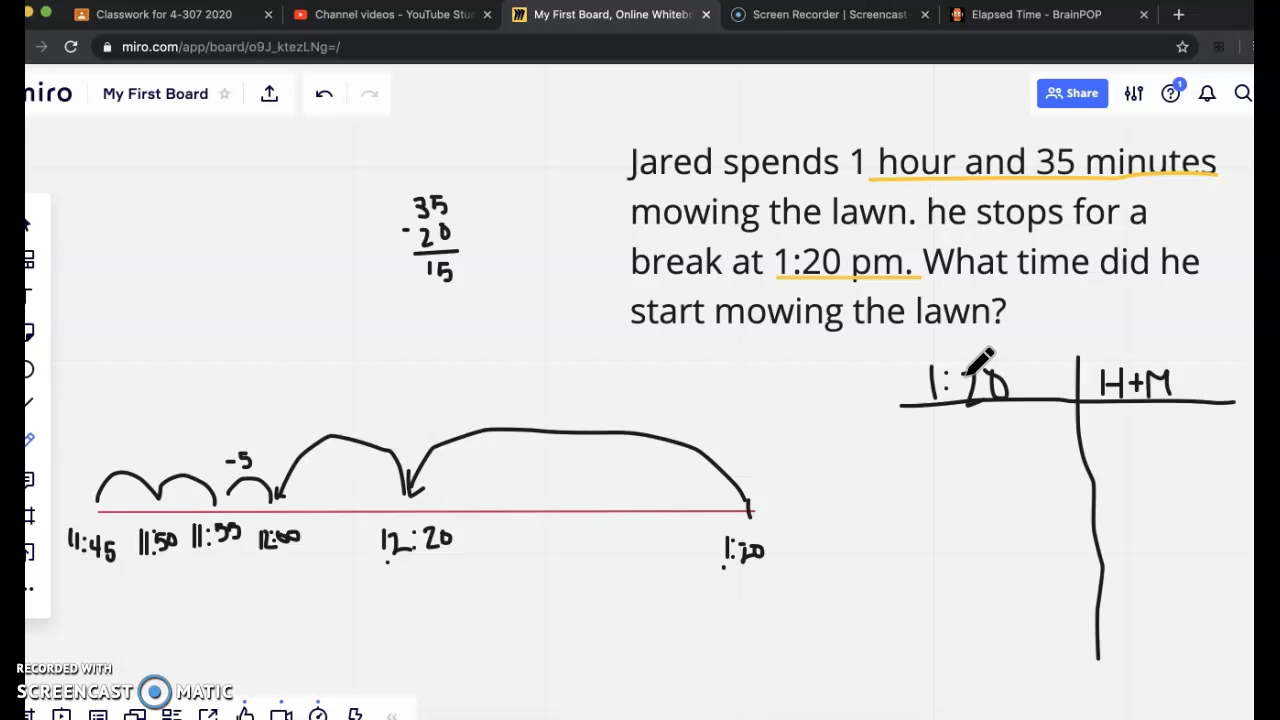 Classwork for 4-307 2020
Channel videos - YouTube Stu
My First Board, Online Whitebo
Screen Recorder | Screencast-
Elapsed Time - BrainPOP
miro.com/app/board/o9J_ktezLNg=/
miro
My First Board
Share
1
Jared spends 1 hour and 35 minutes
mowing the lawn. he stops for a
break at 1:20 pm. What time did he
start mowing the lawn?
35
-20
15
1:20
H+M
-5
11:45
11:50
11:55
12:00
12:20
1:20
RECORDED WITH
SCREENCAST MATIC